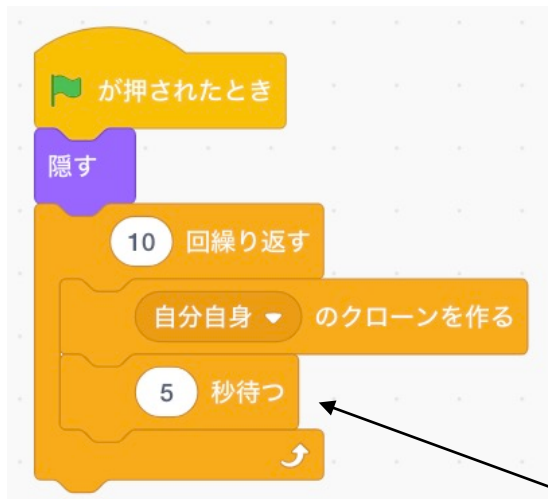 が押されたとき
隠す
10 回繰り返す
自分自身 のクローンを作る
5 秒待つ